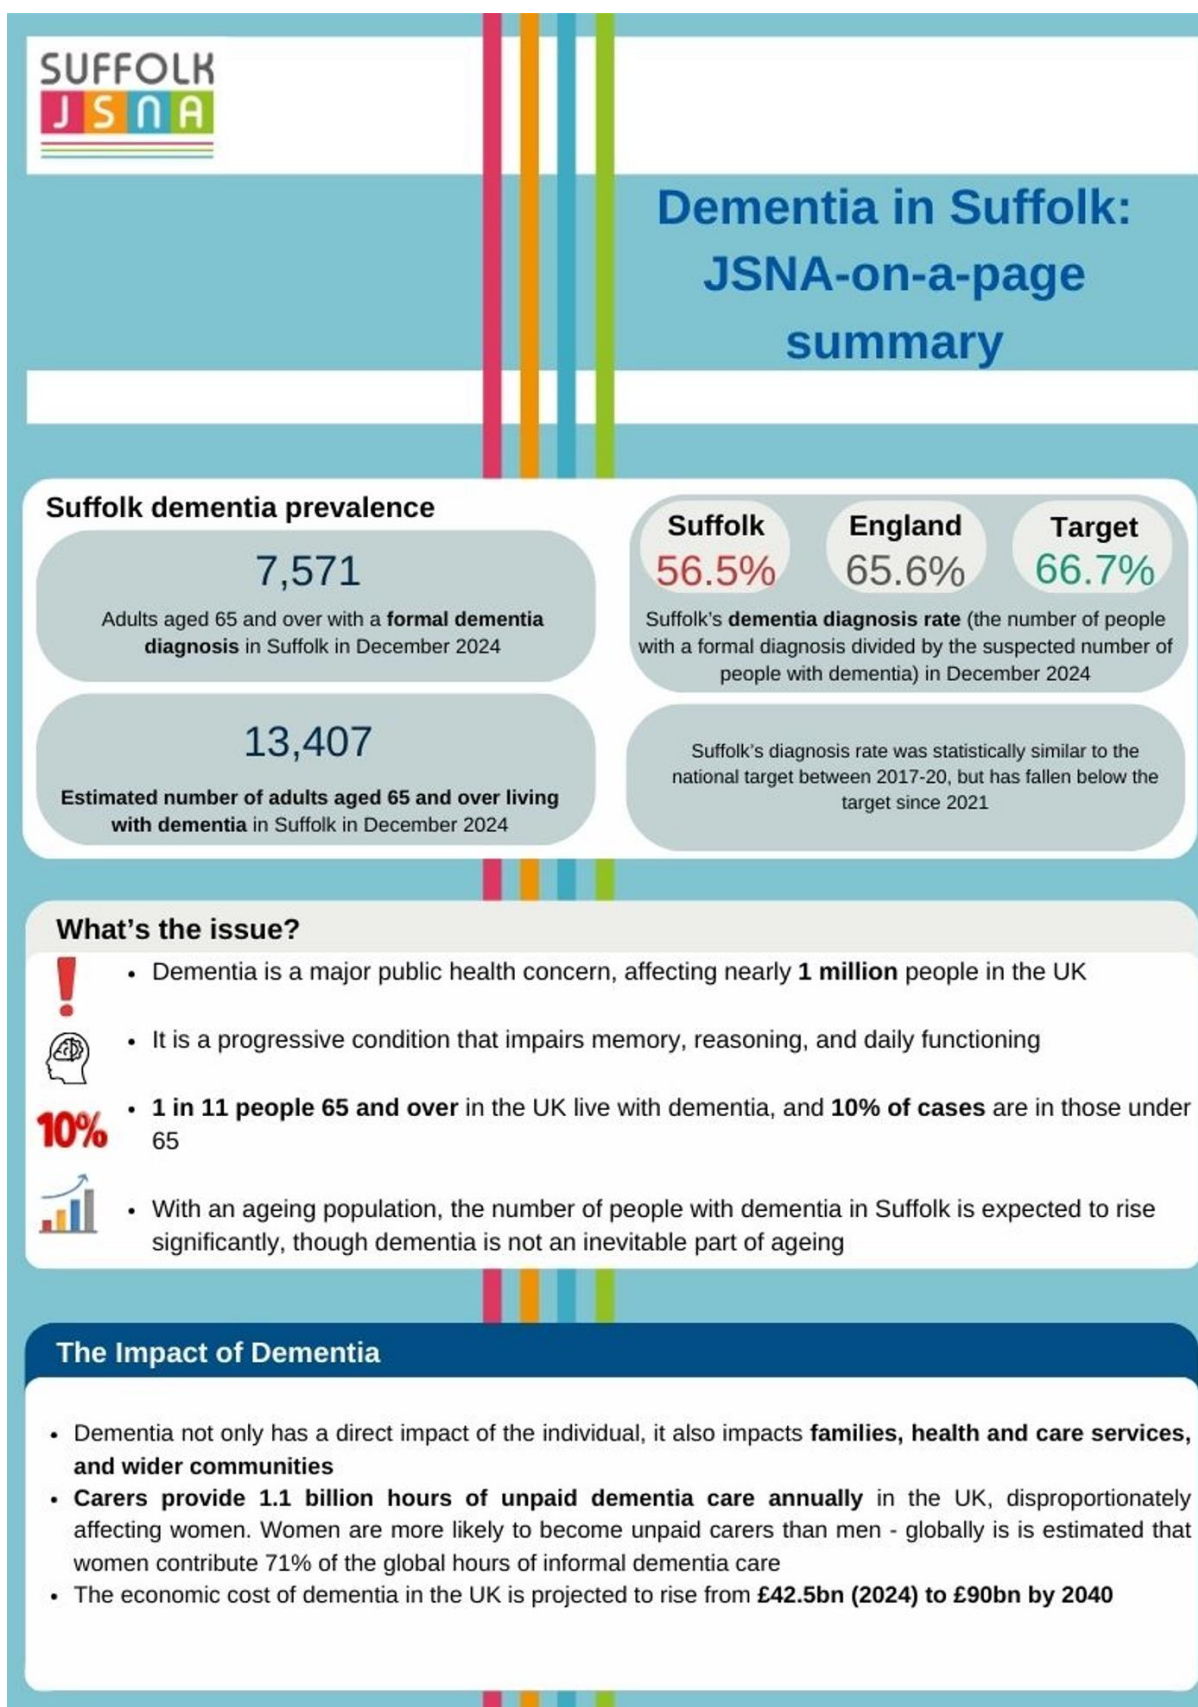 SUFFOLK
JSNA
Dementia in Suffolk:
JSNA-on-a-page
summary
Suffolk dementia prevalence
7,571
Adults aged 65 and over with a formal dementia
diagnosis in Suffolk in December 2024
13,407
Estimated number of adults aged 65 and over living
with dementia in Suffolk in December 2024
Suffolk England Target
56.5% 65.6% 66.7%
Suffolk’s dementia diagnosis rate (the number of people
with a formal diagnosis divided by the suspected number of
people with dementia) in December 2024
Suffolk’s diagnosis rate was statistically similar to the
national target between 2017-20, but has fallen below the
target since 2021
What’s the issue?
• Dementia is a major public health concern, affecting nearly 1 million people in the UK
• It is a progressive condition that impairs memory, reasoning, and daily functioning
10%
• 1 in 11 people 65 and over in the UK live with dementia, and 10% of cases are in those under
65
• With an ageing population, the number of people with dementia in Suffolk is expected to rise
significantly, though dementia is not an inevitable part of ageing
The Impact of Dementia
• Dementia not only has a direct impact of the individual, it also impacts families, health and care services,
and wider communities
• Carers provide 1.1 billion hours of unpaid dementia care annually in the UK, disproportionately
affecting women. Women are more likely to become unpaid carers than men - globally is is estimated that
women contribute 71% of the global hours of informal dementia care
• The economic cost of dementia in the UK is projected to rise from £42.5bn (2024) to £90bn by 2040